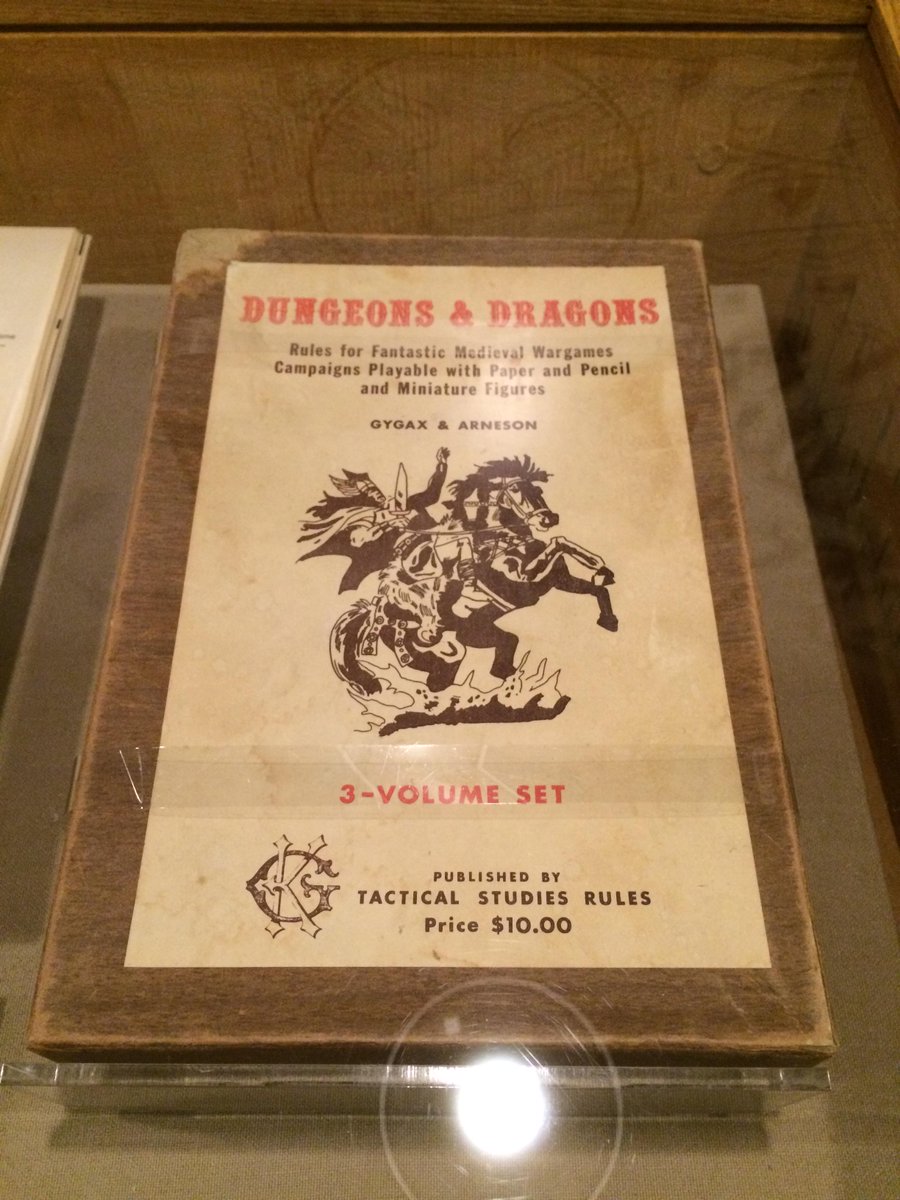 DUNGEONS & DRAGONS
Rules for Fantastic Medieval Wargames
Campaigns Playable with Paper and Pencil
and Miniature Figures
GYGAX & ARNESON
3-VOLUME SET
GK
PUBLISHED BY
TACTICAL STUDIES RULES
Price $10.00